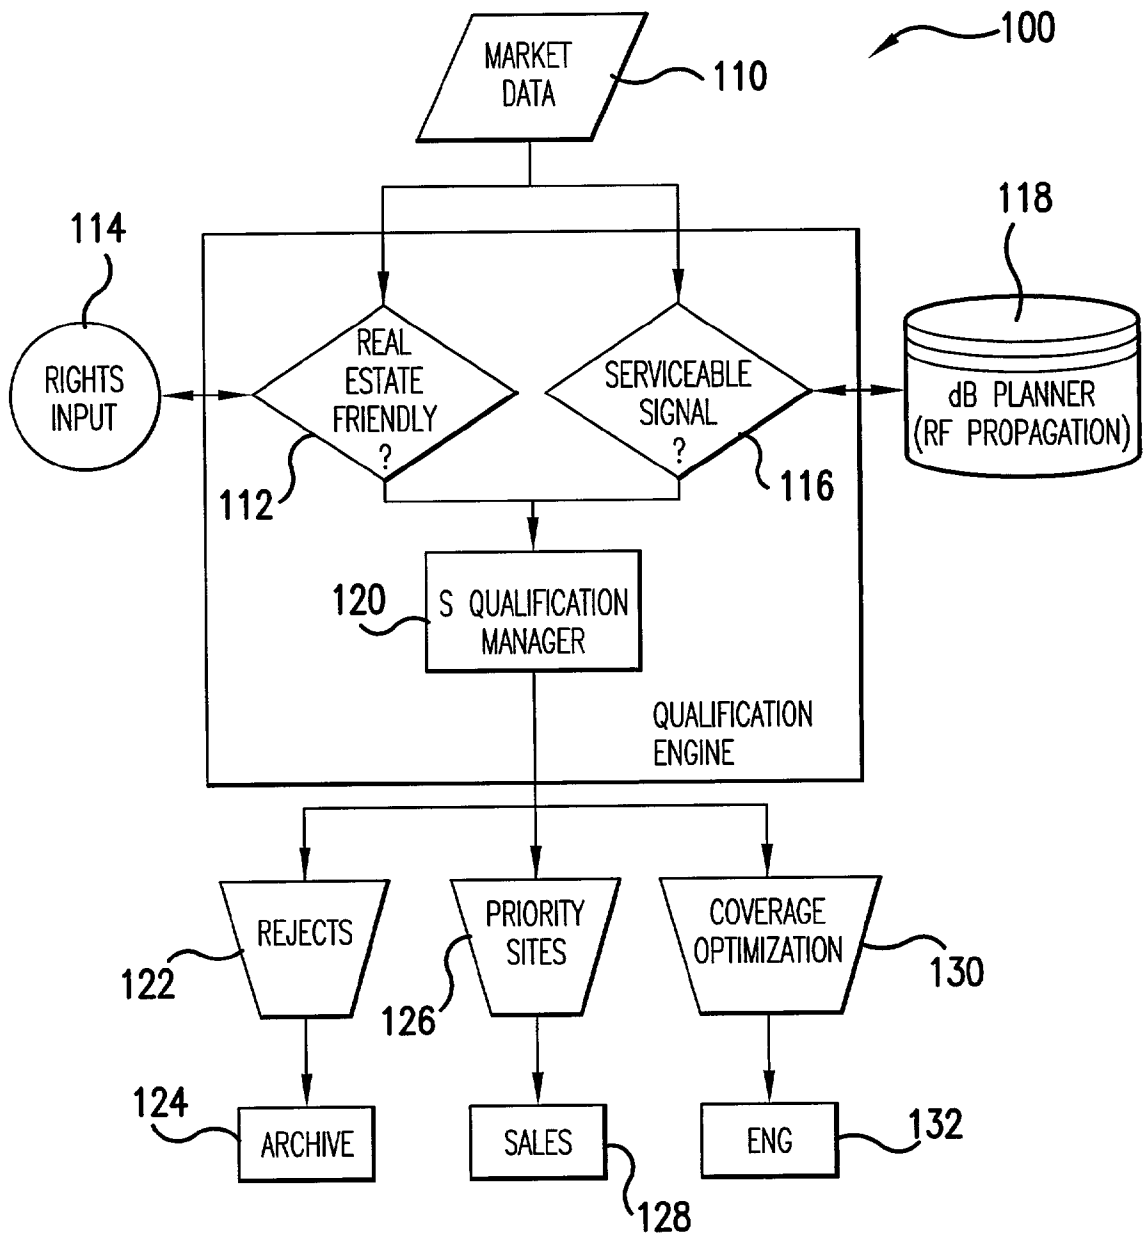 100
MARKET
DATA
110
114
118
RIGHTS
INPUT
REAL
ESTATE
FRIENDLY
?
112
SERVICEABLE
SIGNAL
?
116
dB PLANNER
(RF PROPAGATION)
120
S QUALIFICATION
MANAGER
QUALIFICATION
ENGINE
REJECTS
122
PRIORITY
SITES
126
COVERAGE
OPTIMIZATION
130
124
ARCHIVE
SALES
128
ENG
132